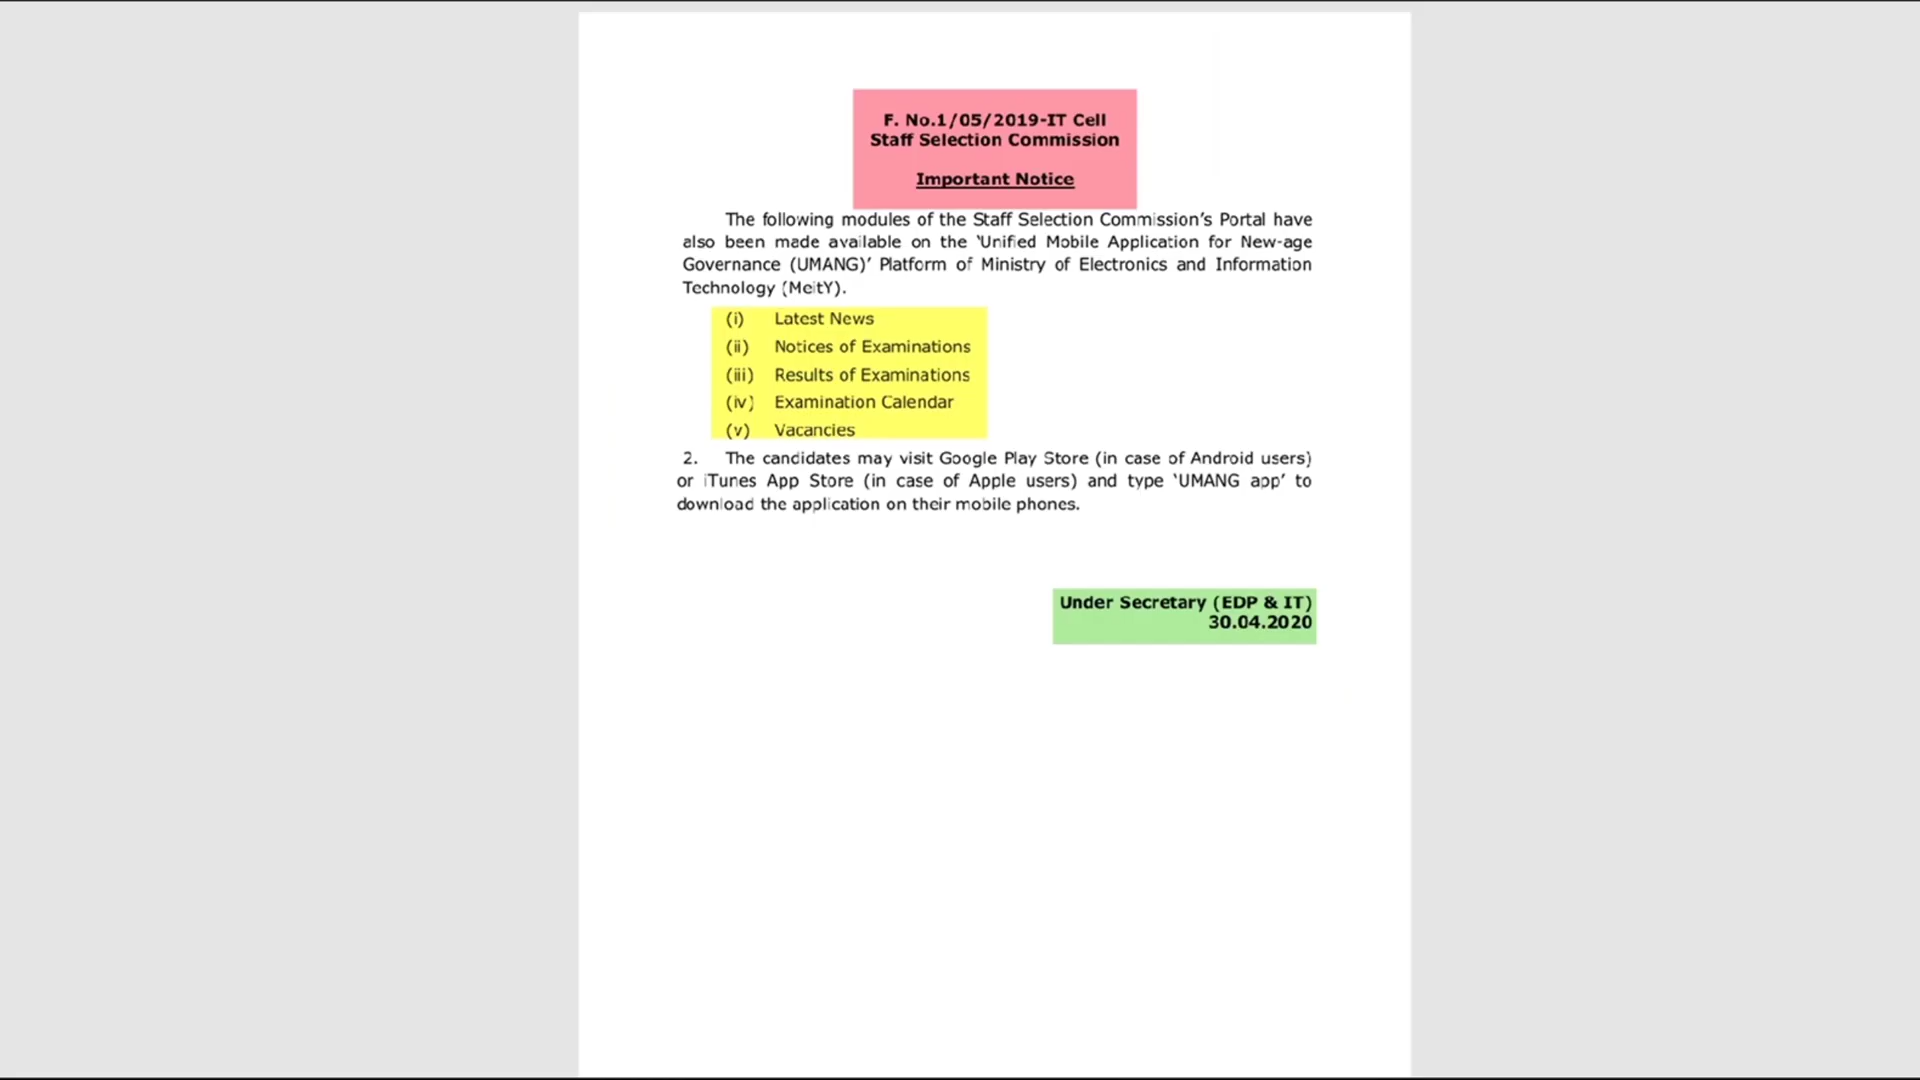 F. No.1/05/2019-IT Cell
Staff Selection Commission
Important Notice
The following modules of the Staff Selection Commission’s Portal have
also been made available on the ‘Unified Mobile Application for New-age
Governance (UMANG)’ Platform of Ministry of Electronics and Information
Technology (MeitY).
(i) Latest News
(ii) Notices of Examinations
(iii) Results of Examinations
(iv) Examination Calendar
(v) Vacancies
2. The candidates may visit Google Play Store (in case of Android users)
or iTunes App Store (in case of Apple users) and type ‘UMANG app’ to
download the application on their mobile phones.
Under Secretary (EDP & IT)
30.04.2020